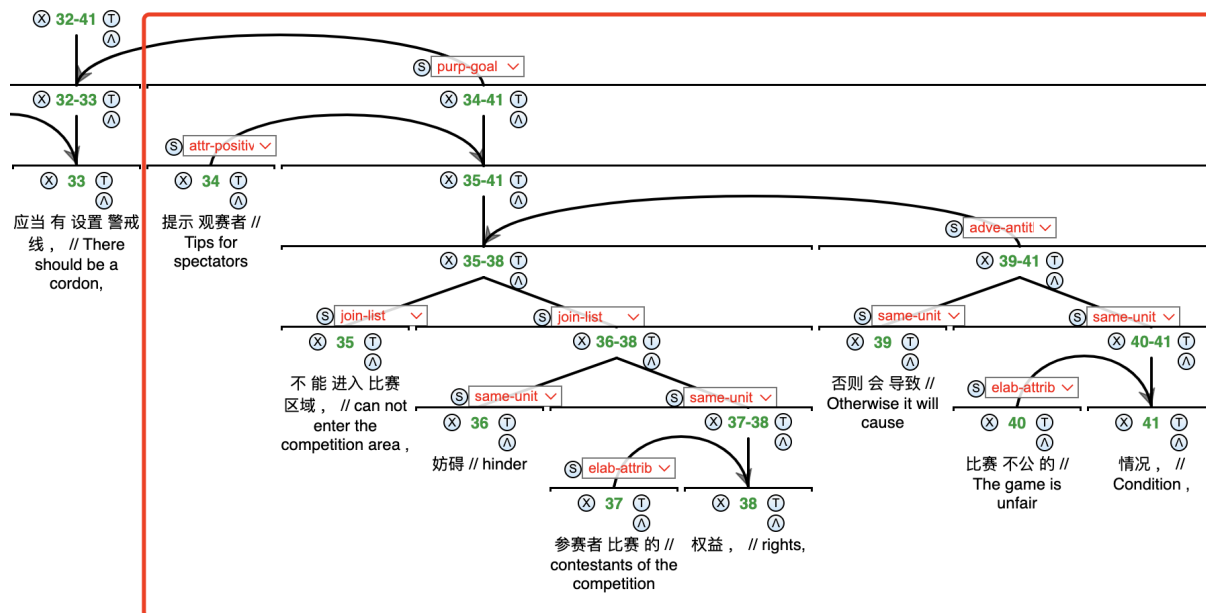 X 32-41 T
Λ
S purp-goal
X 32-33 T
Λ
X 34-41 T
Λ
S attr-positiv
X 33 T
Λ
X 34 T
Λ
X 35-41 T
Λ
应当 有 设置 警戒
线 ， // There
should be a
cordon,
提示 观赛者 //
Tips for
spectators
S adve-antitl
X 35-38 T
Λ
X 39-41 T
Λ
S join-list
S join-list
S same-unit
S same-unit
X 35 T
Λ
X 36-38 T
Λ
X 39 T
Λ
X 40-41 T
Λ
不 能 进入 比赛
区域 ， // can not
enter the
competition area ,
否则 会 导致 //
Otherwise it will
cause
S same-unit
S same-unit
S elab-attrib
X 36 T
Λ
X 37-38 T
Λ
X 40 T
Λ
X 41 T
Λ
妨碍 // hinder
比赛 不公 的 //
The game is
unfair
情况 ， //
Condition ,
S elab-attrib
X 37 T
Λ
X 38 T
Λ
参赛者 比赛 的 //
contestants of the
competition
权益 ， // rights,